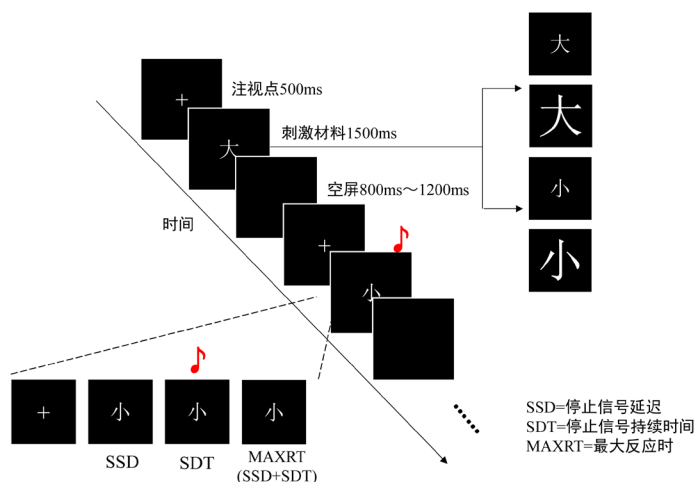 注视点500ms
大
刺激材料1500ms
大
大
空屏800ms～1200ms
小
时间
小
小
小
小
小
SSD
SDT
MAXRT
(SSD+SDT)
SSD=停止信号延迟
SDT=停止信号持续时间
MAXRT=最大反应时